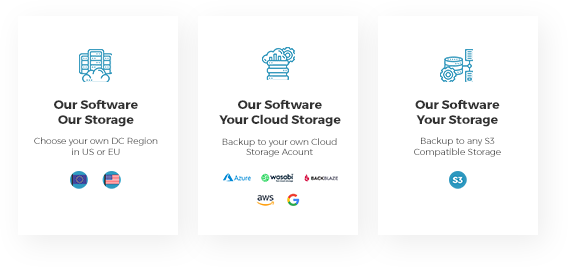 Our Software
Our Storage
Choose your own DC Region
in US or EU
Our Software
Your Cloud Storage
Backup to your own Cloud
Storage Acount
Azure
wasabi
BACKBLAZE
aws
G
Our Software
Your Storage
Backup to any S3
Compatible Storage
S3